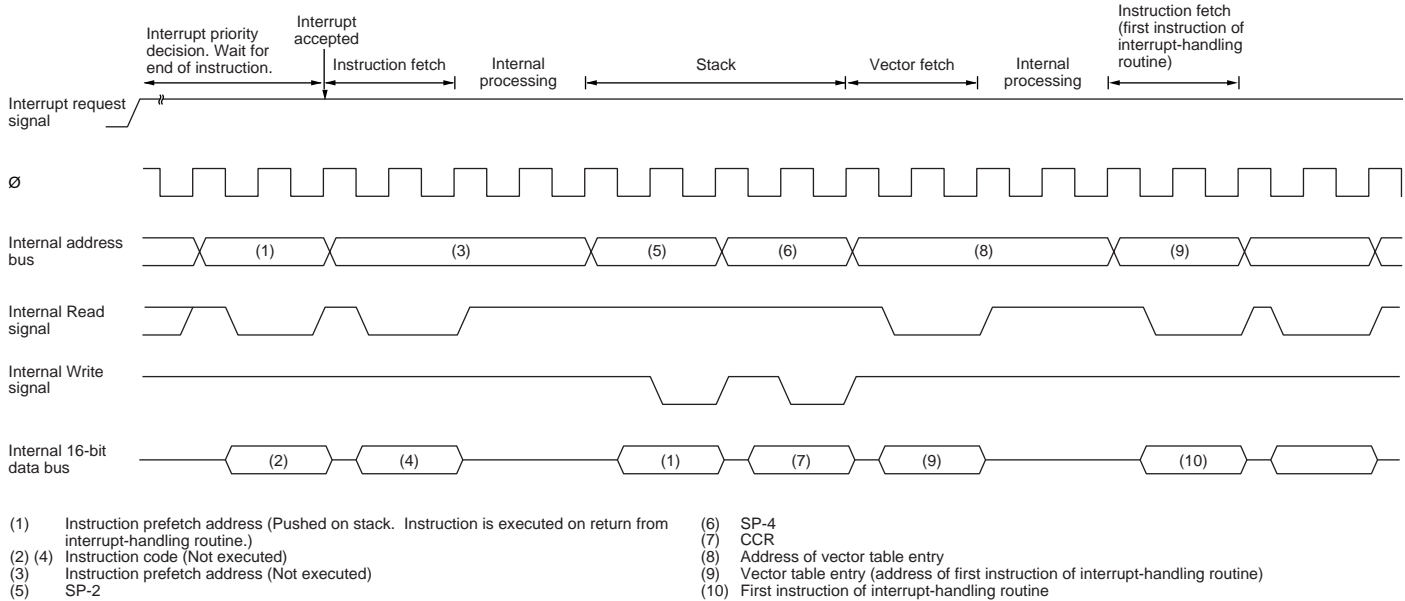 Interrupt priority
decision. Wait for
end of instruction.
Interrupt
accepted
Instruction fetch
Internal
processing
Stack
Vector fetch
Internal
processing
Instruction fetch
(first instruction of
interrupt-handling
routine)
Interrupt request
signal
Ø
Internal address
bus
(1)
(3)
(5)
(6)
(8)
(9)
Internal Read
signal
Internal Write
signal
Internal 16-bit
data bus
(2)
(4)
(1)
(7)
(9)
(10)
(1) Instruction prefetch address (Pushed on stack. Instruction is executed on return from
interrupt-handling routine.)
(2) (4) Instruction code (Not executed)
(3) Instruction prefetch address (Not executed)
(5) SP-2
(6) SP-4
(7) CCR
(8) Address of vector table entry
(9) Vector table entry (address of first instruction of interrupt-handling routine)
(10) First instruction of interrupt-handling routine